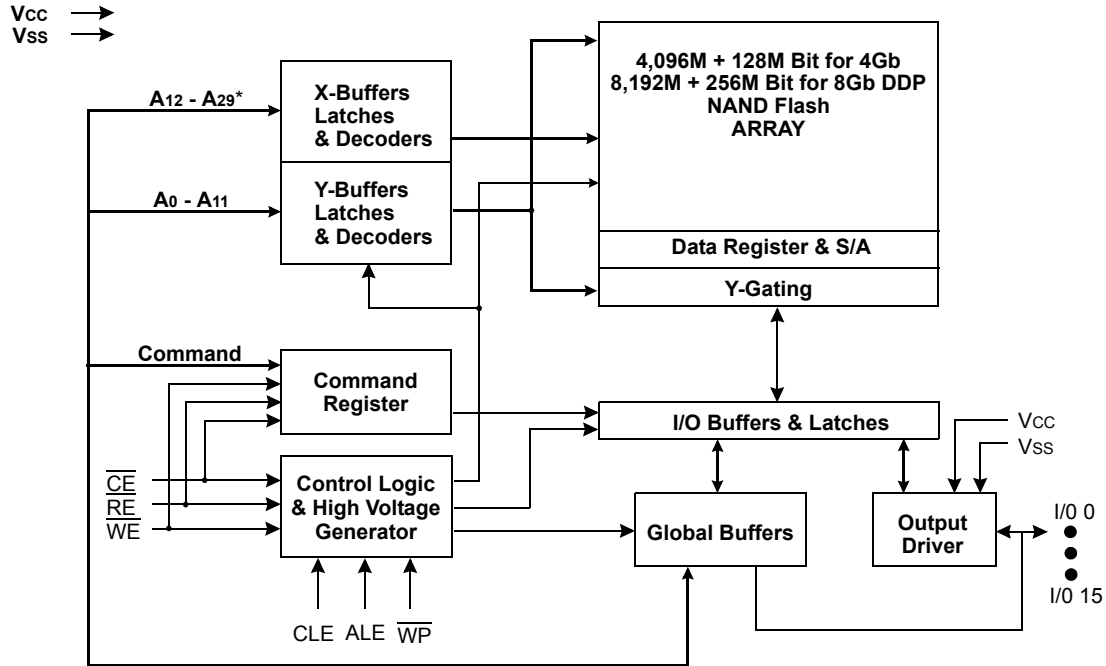 VCC
VSS
A12 - A29*
X-Buffers
Latches
& Decoders
A0 - A11
Y-Buffers
Latches
& Decoders
4,096M + 128M Bit for 4Gb
8,192M + 256M Bit for 8Gb DDP
NAND Flash
ARRAY
Data Register & S/A
Y-Gating
Command
Command
Register
I/O Buffers & Latches
VCC
VSS
CE
RE
WE
Control Logic
& High Voltage
Generator
Global Buffers
Output
Driver
I/0 0
I/0 15
CLE ALE WP